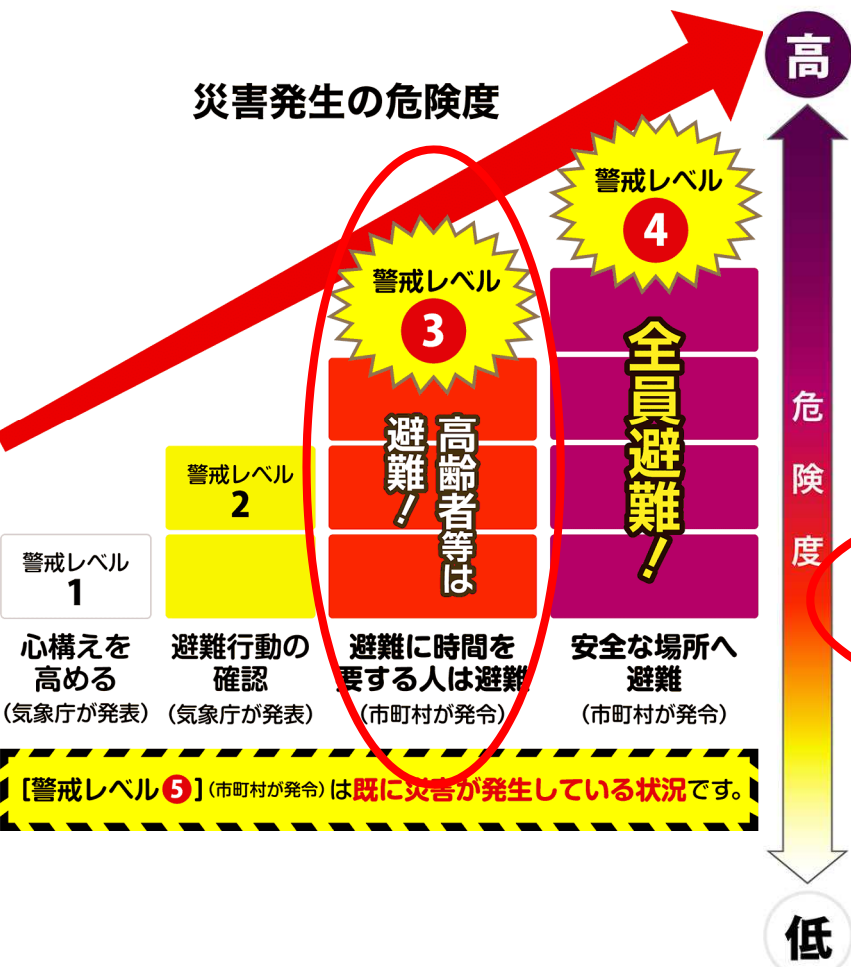 災害発生の危険度
高
警戒レベル
4
警戒レベル
3
全員避難！
高齢者等は
避難！
警戒レベル
2
警戒レベル
1
心構えを
高める
(気象庁が発表)
避難行動の
確認
(気象庁が発表)
避難に時間を
要する人は避難
(市町村が発令)
安全な場所へ
避難
(市町村が発令)
[警戒レベル5](市町村が発令)は既に災害が発生している状況です。
危険度
低